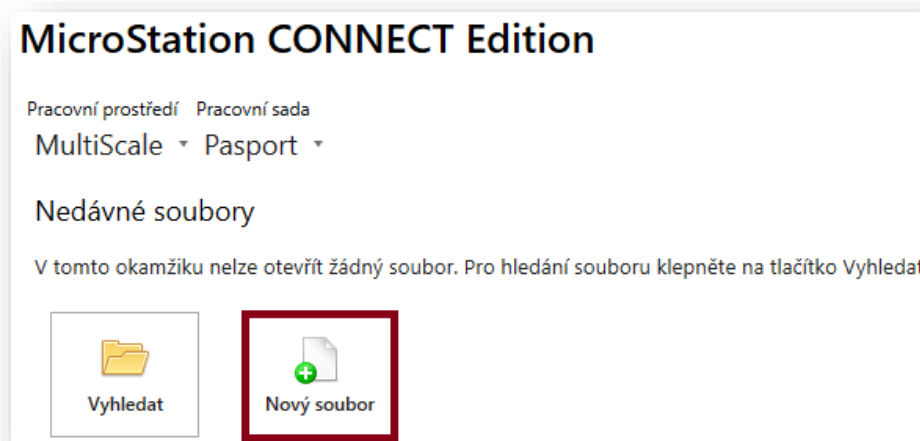 MicroStation CONNECT Edition
Pracovní prostředí Pracovní sada
MultiScale Pasport
Nedávné soubory
V tomto okamžiku nelze otevřít žádný soubor. Pro hledání souboru klepněte na tlačítko Vyhledat
Vyhledat Nový soubor